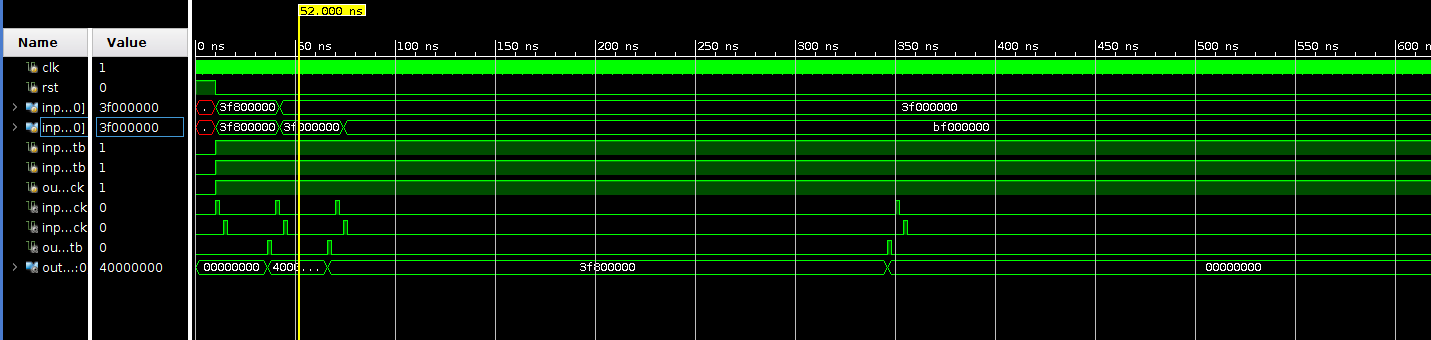 52.000 ns
Name Value
0 ns 50 ns 100 ns 150 ns 200 ns 250 ns 300 ns 350 ns 400 ns 450 ns 500 ns 550 ns 600 ns
clk 1
rst 0
inp...0] 3f000000 . 3f800000 3f000000
inp...0] 3f000000 . 3f800000 3f000000 bf000000
inp...tb 1
inp...tb 1
ou...ck 1
inp...ck 0
inp...ck 0
ou...tb 0
out...:0 40000000 00000000 3f800000 00000000